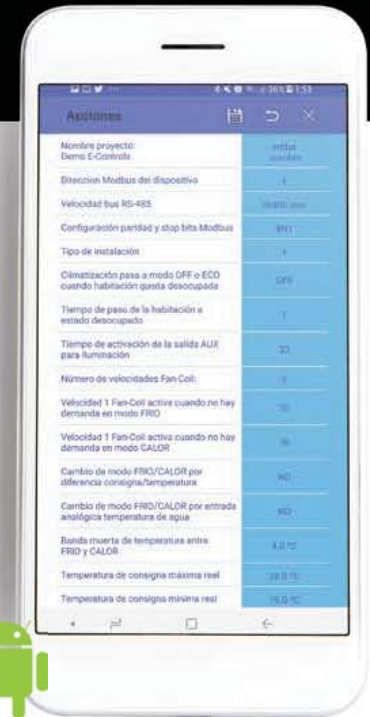 36% 1:53
Acciones
Nombre proyecto:
Demo E-Controls
editar
nombre
Direccion Modbus del dispositivo
Velocidad bus RS-485
Configuración paridad y stop bits Modbus
8N1
Tipo de instalación
Climatización pasa a modo OFF o ECO
cuando habitación queda desocupada
OFF
Tiempo de paso de la habitación a
estado desocupado.
Tiempo de activación de la salida AUX
para iluminación
Número de velocidades Fan-Coil:
Velocidad 1 Fan-Coil activa cuando no hay
demanda en modo FRIO
Velocidad 1 Fan-Coil activa cuando no hay
demanda en modo CALOR
Cambio de modo FRIO/CALOR por
diferencia consigna/temperatura
NO
Cambio de modo FRIO/CALOR por entrada
analógica temperatura de agua
NO
Banda muerta de temperatura entre
FRIO y CALOR
Temperatura de consigna máxima real
Temperatura de consigna mínima real